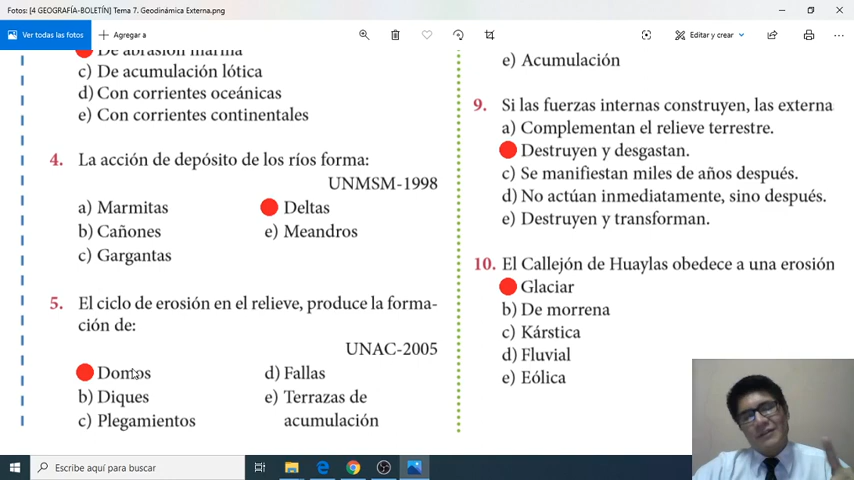 Fotos: [4 GEOGRAFÍA-BOLETÍN] Tema 7. Geodinámica Externa.png
Ver todas las fotos
Agregar a
Editar y crear
De abrasión marina
c) De acumulación lótica
d) Con corrientes oceánicas
e) Con corrientes continentales
4. La acción de depósito de los ríos forma:
UNMSM-1998
a) Marmitas
Deltas
b) Cañones
e) Meandros
c) Gargantas
5. El ciclo de erosión en el relieve, produce la forma-
ción de:
UNAC-2005
Domos
d) Fallas
b) Diques
e) Terrazas de
c) Plegamientos
acumulación
e) Acumulación
9. Si las fuerzas internas construyen, las externa
a) Complementan el relieve terrestre.
Destruyen y desgastan.
c) Se manifiestan miles de años después.
d) No actúan inmediatamente, sino después.
e) Destruyen y transforman.
10. El Callejón de Huaylas obedece a una erosión
Glaciar
b) De morrena
c) Kárstica
d) Fluvial
e) Eólica
Escribe aquí para buscar